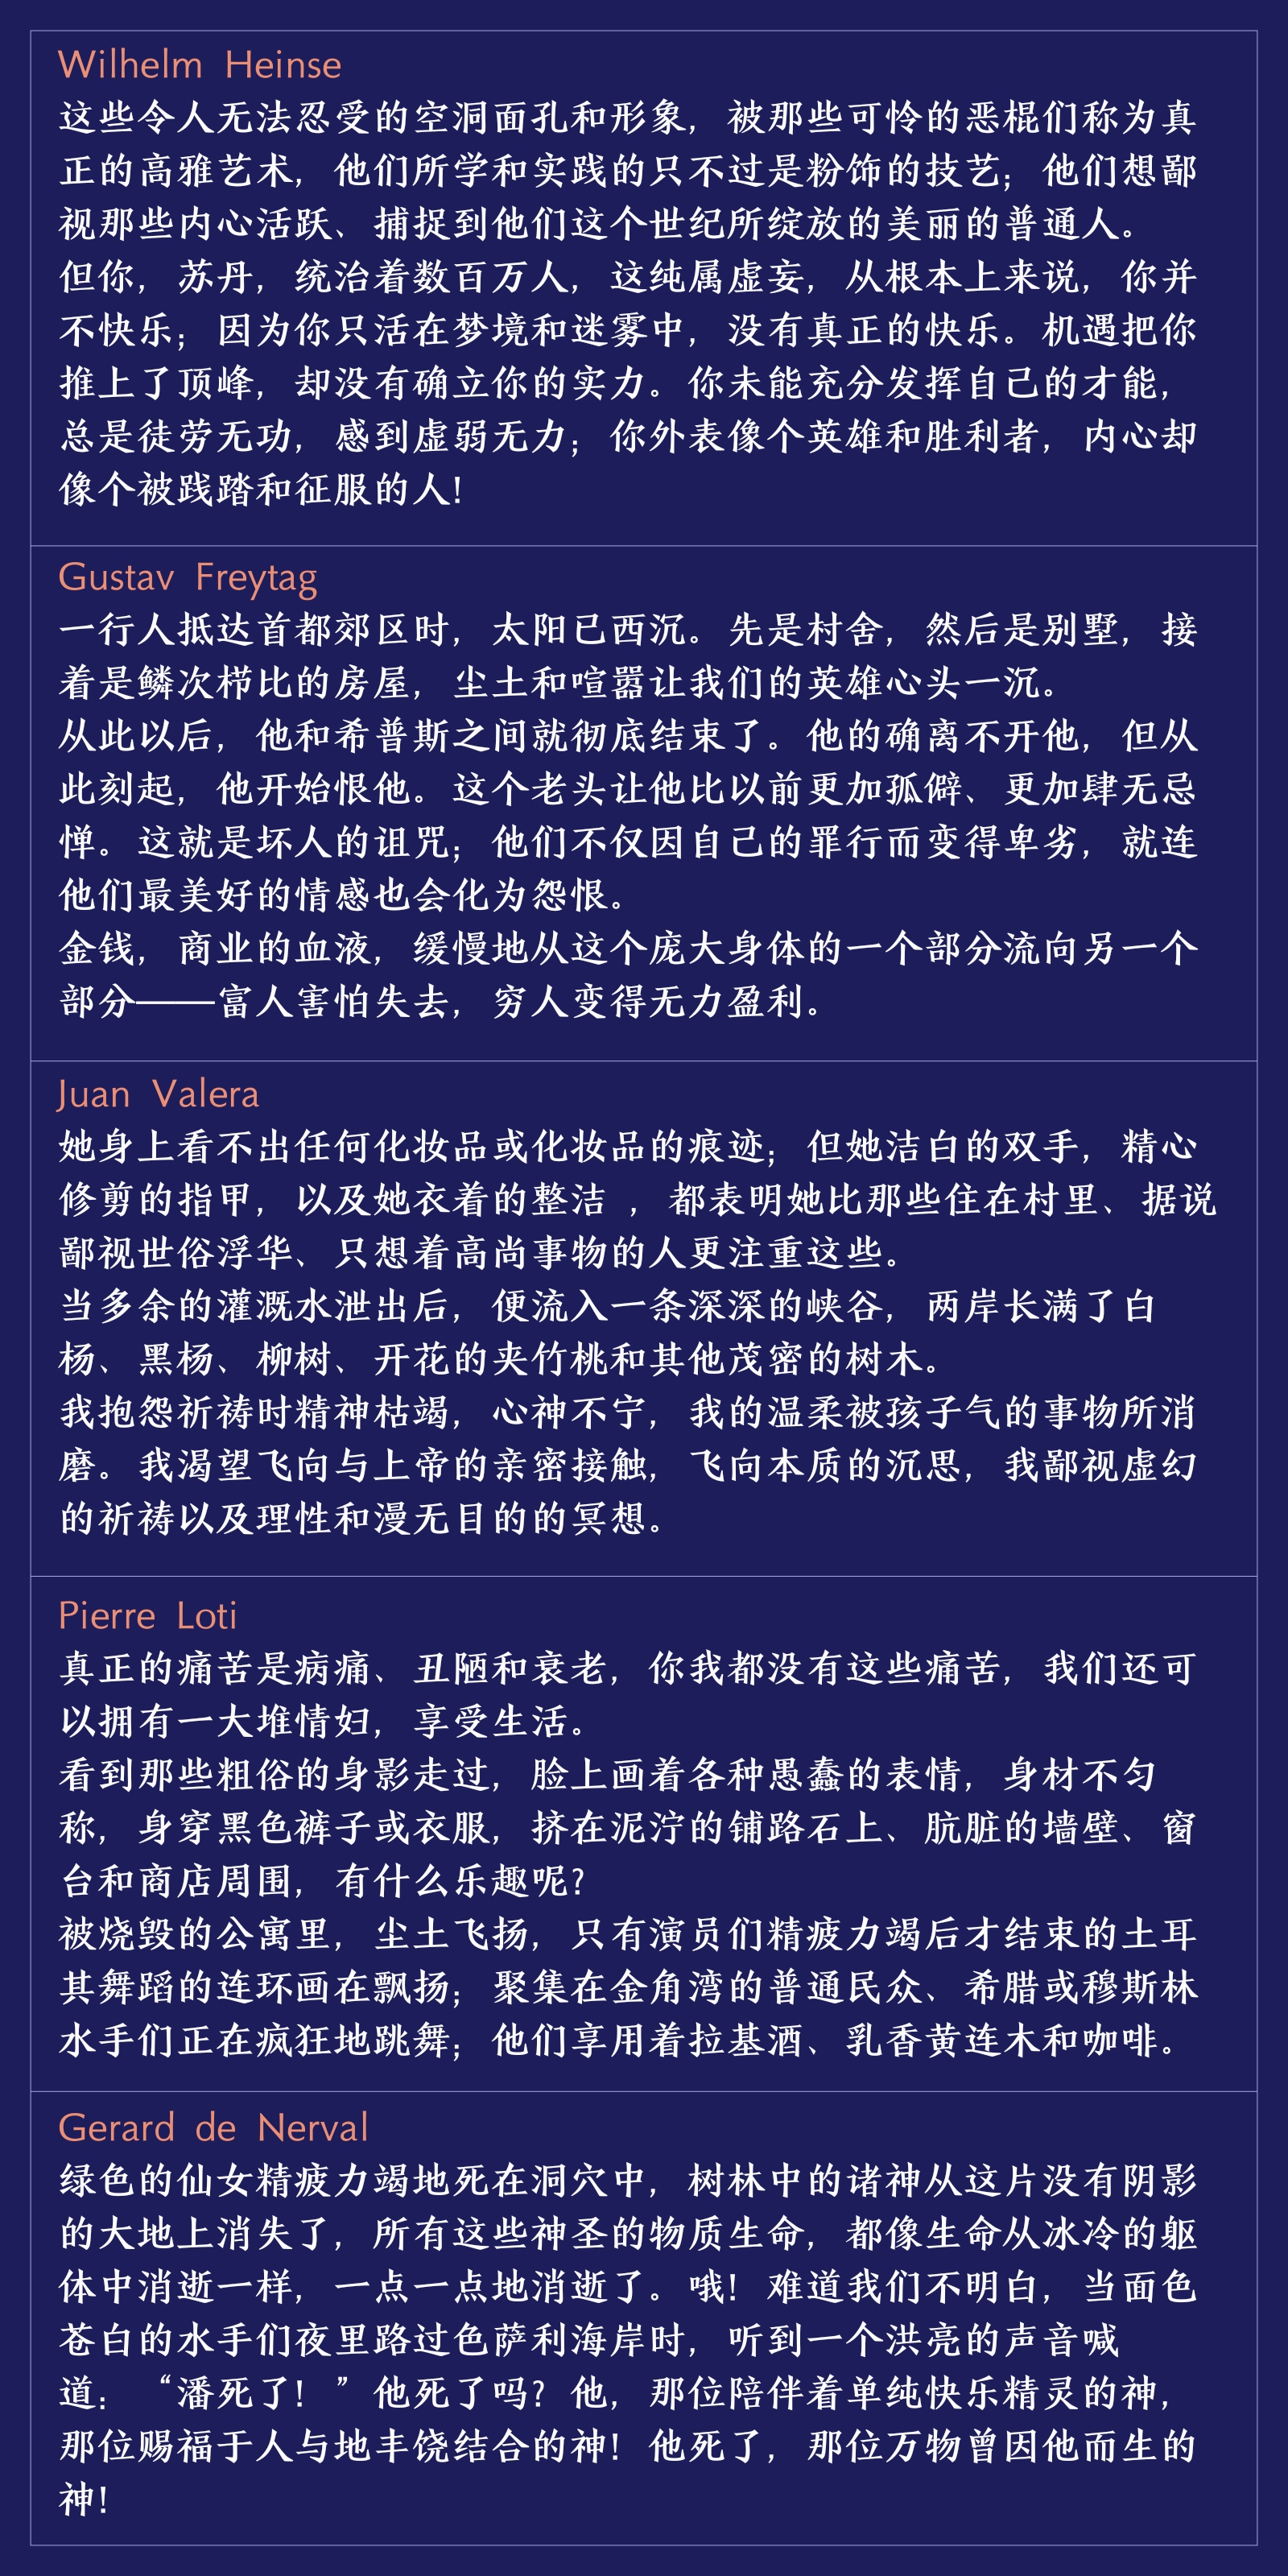 Wilhelm Heinse
这些令人无法忍受的空洞面孔和形象，被那些可怜的恶棍们称为真
正的高雅艺术，他们所学和实践的只不过是粉饰的技艺；他们想鄙
视那些内心活跃、捕捉到他们这个世纪所绽放的美丽的普通人。
但你，苏丹，统治着数百万人，这纯属虚妄，从根本上来说，你并
不快乐；因为你只活在梦境和迷雾中，没有真正的快乐。机遇把你
推上了顶峰，却没有确立你的实力。你未能充分发挥自己的才能，
总是徒劳无功，感到虚弱无力；你外表像个英雄和胜利者，内心却
像个被践踏和征服的人！
Gustav Freytag
一行人抵达首都郊区时，太阳已西沉。先是村舍，然后是别墅，接
着是鳞次栉比的房屋，尘土和喧嚣让我们的英雄心头一沉。
从此以后，他和希普斯之间就彻底结束了。他的确离不开他，但从
此刻起，他开始恨他。这个老头让他比以前更加孤僻、更加肆无忌
惮。这就是坏人的诅咒；他们不仅因自己的罪行而变得卑劣，就连
他们最美好的情感也会化为怨恨。
金钱，商业的血液，缓慢地从这个庞大身体的一个部分流向另一个
部分——富人害怕失去，穷人变得无力盈利。
Juan Valera
她身上看不出任何化妆品或化妆品的痕迹；但她洁白的双手，精心
修剪的指甲，以及她衣着的整洁 ，都表明她比那些住在村里、据说
鄙视世俗浮华、只想着高尚事物的人更注重这些。
当多余的灌溉水泄出后，便流入一条深深的峡谷，两岸长满了白
杨、黑杨、柳树、开花的夹竹桃和其他茂密的树木。
我抱怨祈祷时精神枯竭，心神不宁，我的温柔被孩子气的事物所消
磨。我渴望飞向与上帝的亲密接触，飞向本质的沉思，我鄙视虚幻
的祈祷以及理性和漫无目的的冥想。
Pierre Loti
真正的痛苦是病痛、丑陋和衰老，你我都没有这些痛苦，我们还可
以拥有一大堆情妇，享受生活。
看到那些粗俗的身影走过，脸上画着各种愚蠢的表情，身材不匀
称，身穿黑色裤子或衣服，挤在泥泞的铺路石上、肮脏的墙壁、窗
台和商店周围，有什么乐趣呢？
被烧毁的公寓里，尘土飞扬，只有演员们精疲力竭后才结束的土耳
其舞蹈的连环画在飘扬；聚集在金角湾的普通民众、希腊或穆斯林
水手们正在疯狂地跳舞；他们享用着拉基酒、乳香黄连木和咖啡。
Gerard de Nerval
绿色的仙女精疲力竭地死在洞穴中，树林中的诸神从这片没有阴影
的大地上消失了，所有这些神圣的物质生命，都像生命从冰冷的躯
体中消逝一样，一点一点地消逝了。哦！难道我们不明白，当面色
苍白的水手们夜里路过色萨利海岸时，听到一个洪亮的声音喊
道：“潘死了！”他死了吗？他，那位陪伴着单纯快乐精灵的神，
那位赐福于人与地丰饶结合的神！他死了，那位万物曾因他而生的
神！